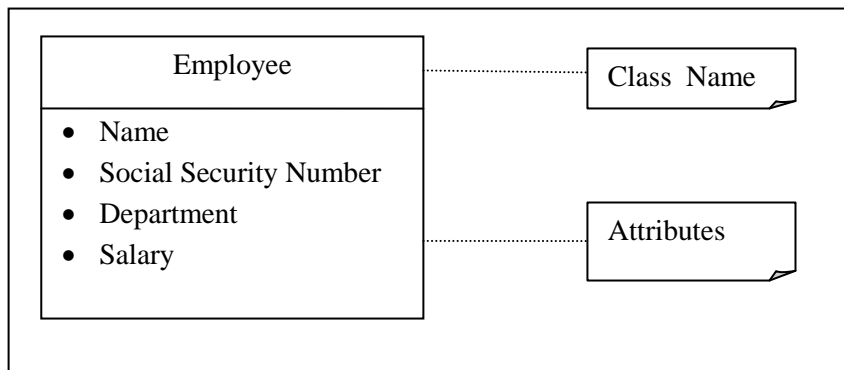 Employee
Class Name
• Name
• Social Security Number
• Department
• Salary
Attributes